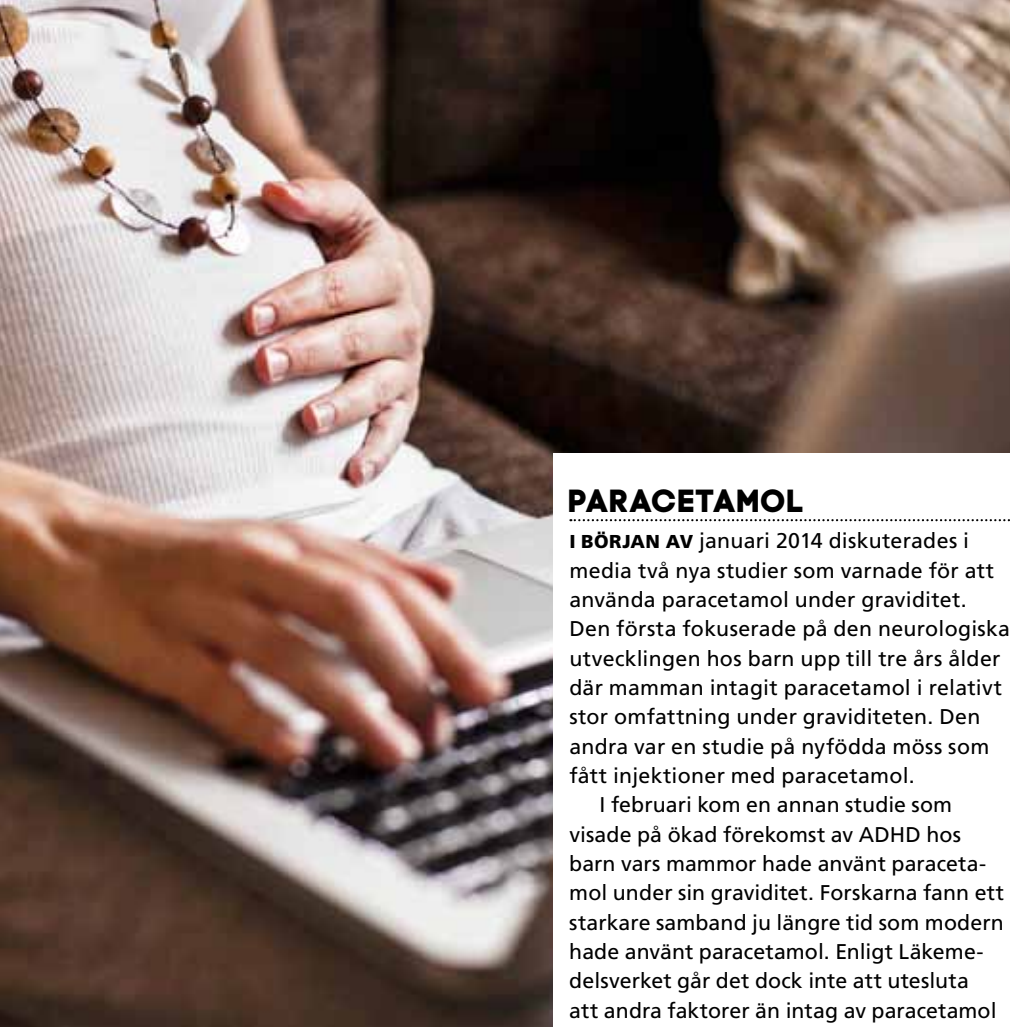 PARACETAMOL
I BÖRJAN AV januari 2014 diskuterades i
media två nya studier som varnade för att
använda paracetamol under graviditet.
Den första fokuserade på den neurologiska
utvecklingen hos barn upp till tre års ålder
där mamman intagit paracetamol i relativt
stor omfattning under graviditeten. Den
andra var en studie på nyfödda möss som
fått injektioner med paracetamol.
I februari kom en annan studie som
visade på ökad förekomst av ADHD hos
barn vars mammor hade använt paraceta-
mol under sin graviditet. Forskarna fann ett
starkare samband ju längre tid som modern
hade använt paracetamol. Enligt Läkeme-
delsverket går det dock inte att utesluta
att andra faktorer än intag av paracetamol